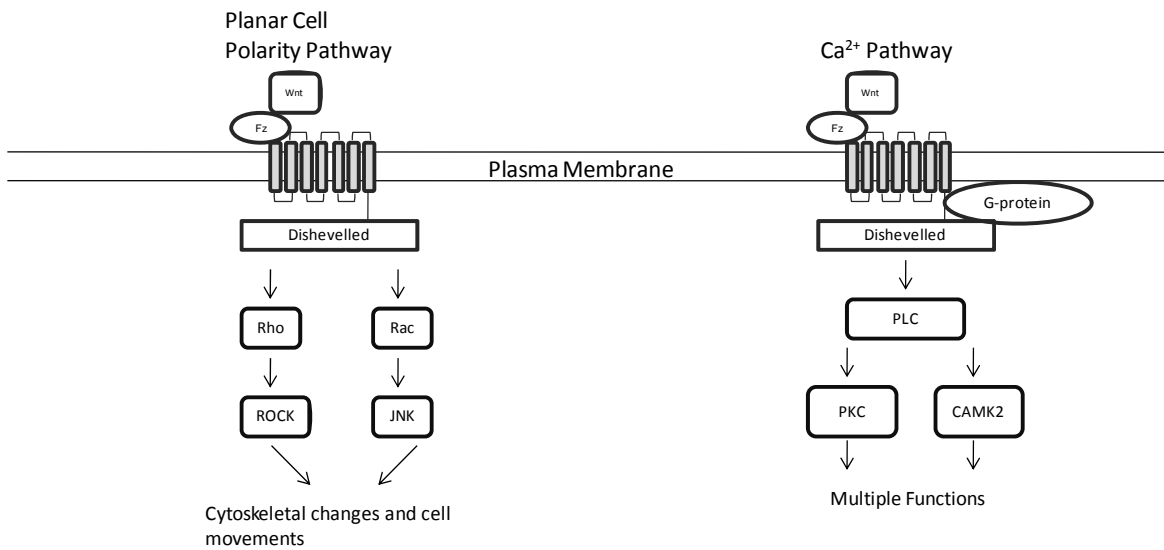 Planar Cell
Polarity Pathway
Wnt
Fz
Ca²⁺ Pathway
Wnt
Fz
Plasma Membrane
G-protein
Dishevelled
Dishevelled
Rho
Rac
PLC
ROCK
JNK
PKC
CAMK2
Cytoskeletal changes and cell
movements
Multiple Functions